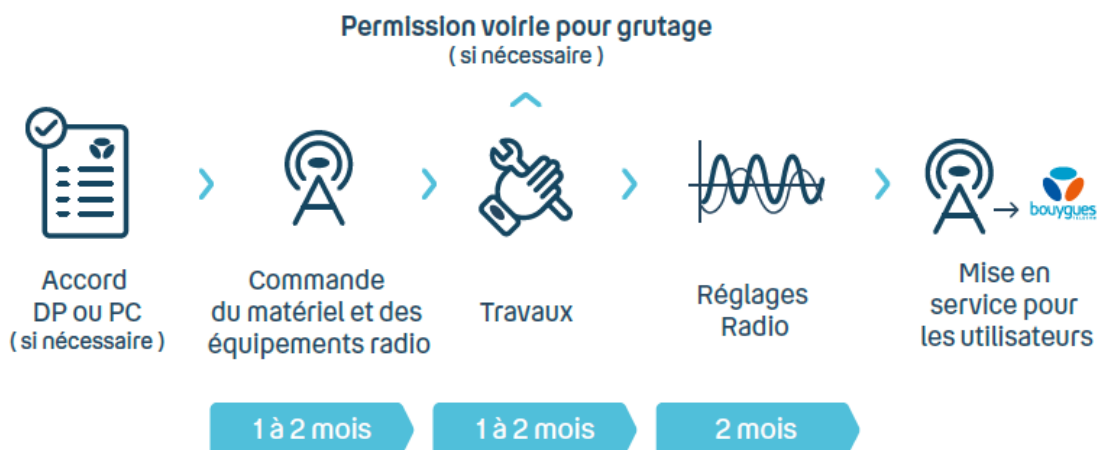 Permission voirie pour grutage
( si nécessaire )
Accord
DP ou PC
( si nécessaire )
Commande
du matériel et des
équipements radio
Travaux
Réglages
Radio
bouygues
TELECOM
Mise en
service pour
les utilisateurs
1 à 2 mois
1 à 2 mois
2 mois